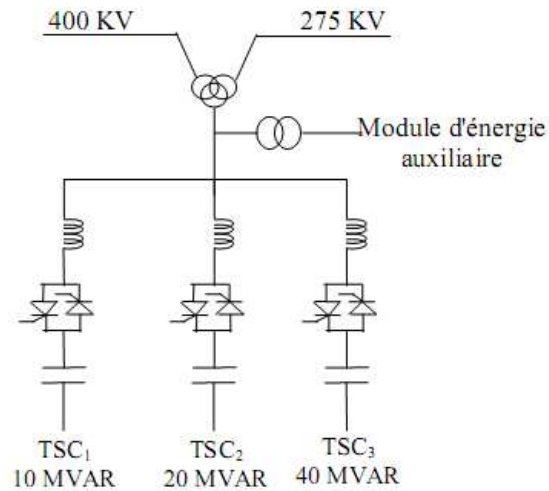 400 KV
275 KV
Module d'énergie
auxiliaire
TSC₁
10 MVAR
TSC₂
20 MVAR
TSC₃
40 MVAR